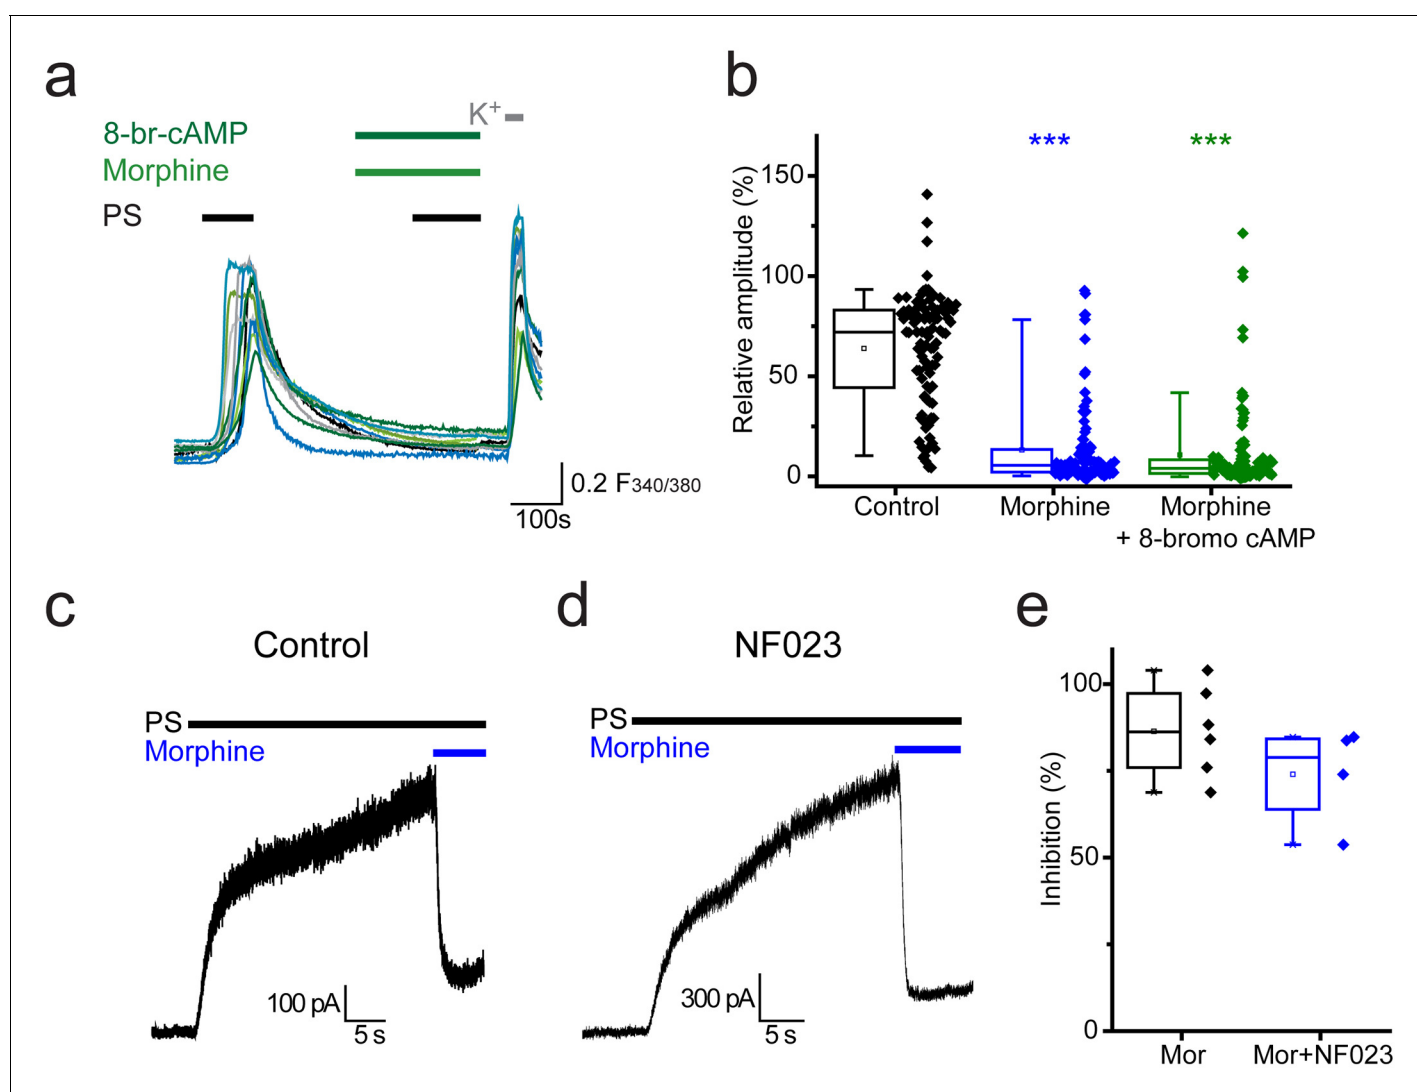 a
K+
8-br-cAMP
Morphine
PS
0.2 F340/380
100s
b
*** ***
Relative amplitude (%)
150
100
50
0
Control Morphine Morphine
+ 8-bromo cAMP
c
Control
PS
Morphine
100 pA
5 s
d
NF023
PS
Morphine
300 pA
5 s
e
Inhibition (%)
100
50
0
Mor Mor+NF023